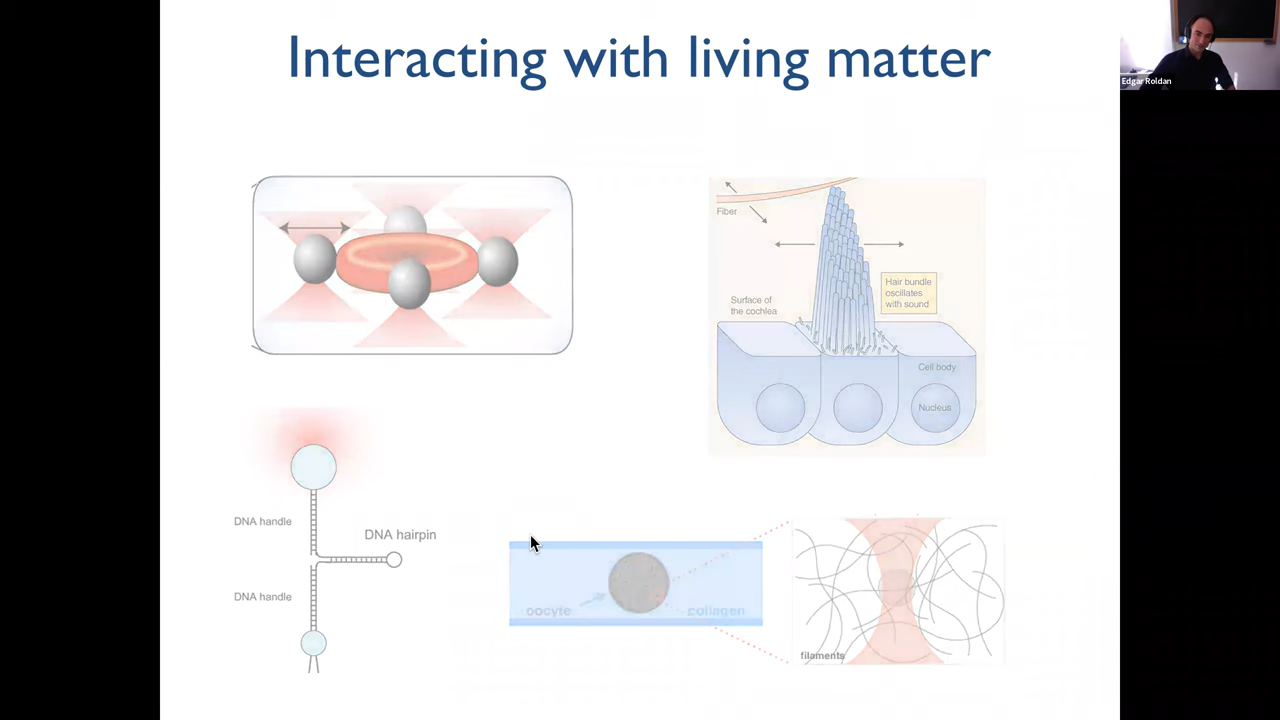 Interacting with living matter
Edgar Roldan
Fiber
Hair bundle
oscillates
with sound
Surface of
the cochlea
Cell body
Nucleus
DNA handle
DNA hairpin
DNA handle
oocyte
collagen
filaments